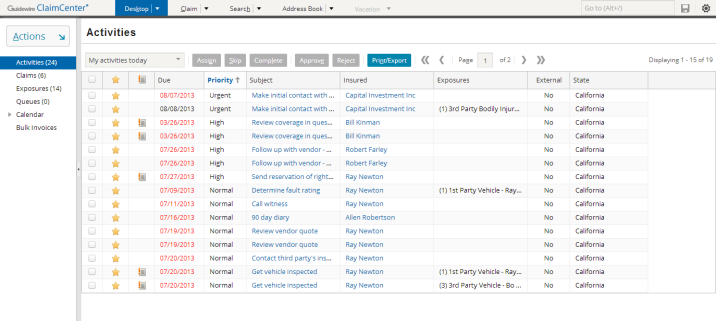 Guidewire ClaimCenter® Desktop Claim Search Address Book Vacation Go to (Alt+/)
Actions
Activities (24)
Claims (6)
Exposures (14)
Queues (0)
Calendar
Bulk Invoices
Activities
My activities today Assign Skip Complete Approve Reject Print/Export Page 1 of 2 Displaying 1 - 15 of 19
Due Priority ↑ Subject Insured Exposures External State
08/07/2013 Urgent Make initial contact with ... Capital Investment Inc No California
08/08/2013 Urgent Make initial contact with ... Capital Investment Inc (1) 3rd Party Bodily Injur... No California
03/26/2013 High Review coverage in ques... Bill Kinman No California
03/26/2013 High Review coverage in ques... Bill Kinman No California
07/26/2013 High Follow up with vendor - ... Robert Farley No California
07/26/2013 High Follow up with vendor - ... Robert Farley No California
07/27/2013 High Send reservation of right... Ray Newton No California
07/09/2013 Normal Determine fault rating Ray Newton (1) 1st Party Vehicle - Ray... No California
07/11/2013 Normal Call witness Ray Newton No California
07/16/2013 Normal 90 day diary Allen Robertson No California
07/19/2013 Normal Review vendor quote Ray Newton No California
07/19/2013 Normal Review vendor quote Ray Newton No California
07/20/2013 Normal Contact third party's ins... Ray Newton No California
07/20/2013 Normal Get vehicle inspected Ray Newton (1) 1st Party Vehicle - Ray... No California
07/20/2013 Normal Get vehicle inspected Ray Newton (3) 3rd Party Vehicle - Bo ... No California